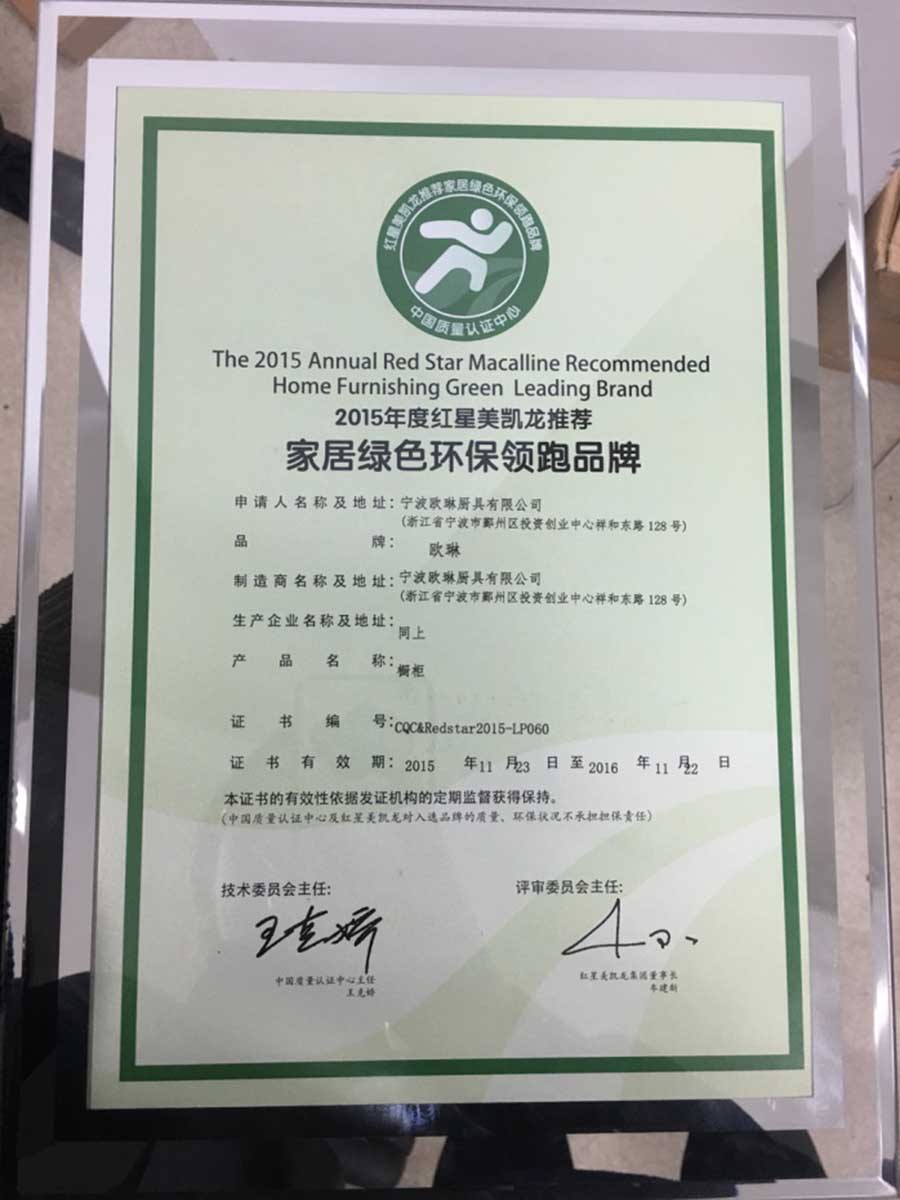 红星美凯龙推荐家居绿色环保领跑品牌
中国质量认证中心
The 2015 Annual Red Star Macalline Recommended
Home Furnishing Green Leading Brand
2015年度红星美凯龙推荐
家居绿色环保领跑品牌
申请人名称及地址：宁波欧琳厨具有限公司
(浙江省宁波市鄞州区投资创业中心祥和东路 128 号)
品牌：欧琳
制造商名称及地址：宁波欧琳厨具有限公司
(浙江省宁波市鄞州区投资创业中心祥和东路 128 号)
生产企业名称及地址：同上
产品名称：橱柜
证书编号：CQC&Redstar2015-LP060
证书有效期：2015 年11 月23 日至2016 年11 月22 日
本证书的有效性依据发证机构的定期监督获得保持。
(中国质量认证中心及红星美凯龙对入选品牌的质量、环保状况不承担担保责任)
技术委员会主任: 评审委员会主任:
中国质量认证中心主任 红星美凯龙集团董事长
王克娇 车建新